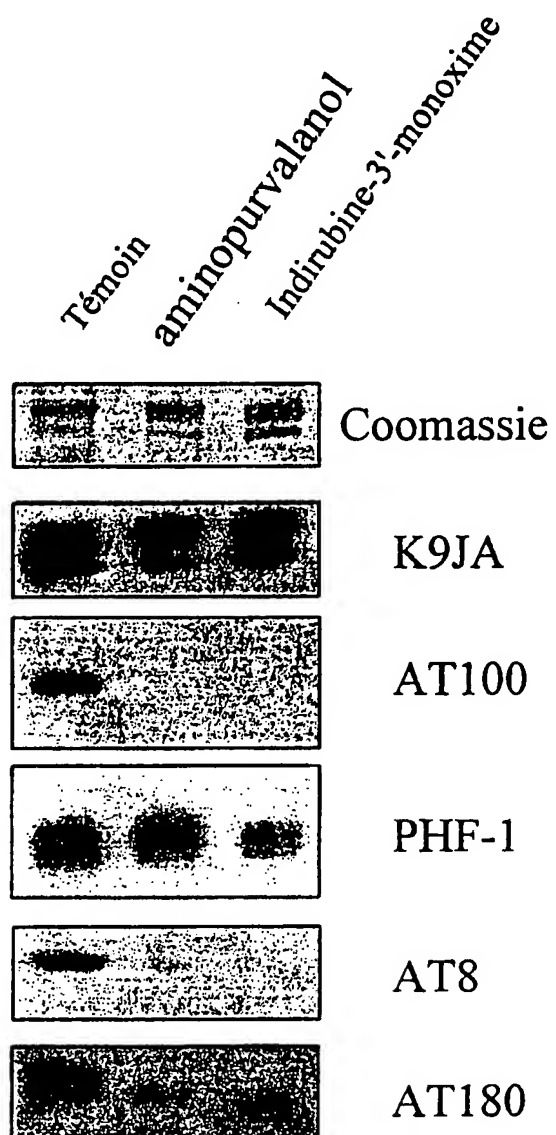 Témoin
aminopurvalanol
Indirubine-3'-monoxime
Coomassie
K9JA
AT100
PHF-1
AT8
AT180